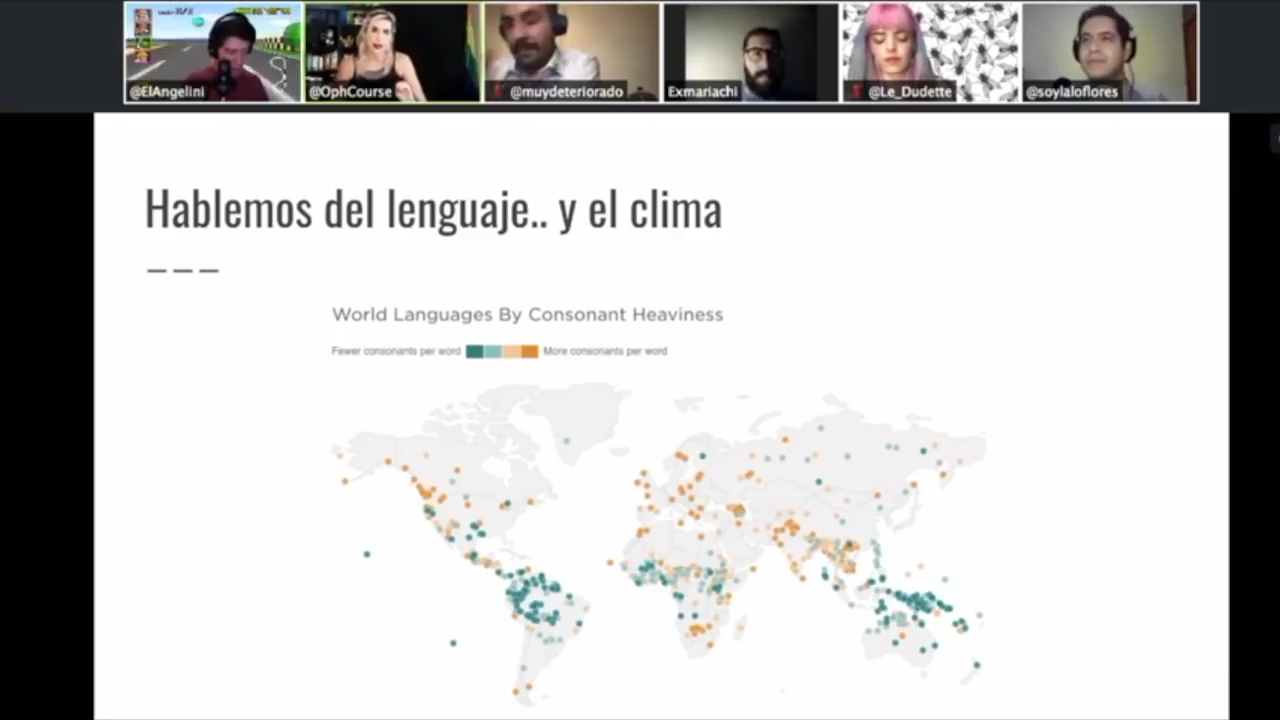 @ElAngelini
@OphCourse
@muydeteriorado
Exmariachi
@Le_Dudette
@soylaloflores
Hablemos del lenguaje.. y el clima
World Languages By Consonant Heaviness
Fewer consonants per word
More consonants per word